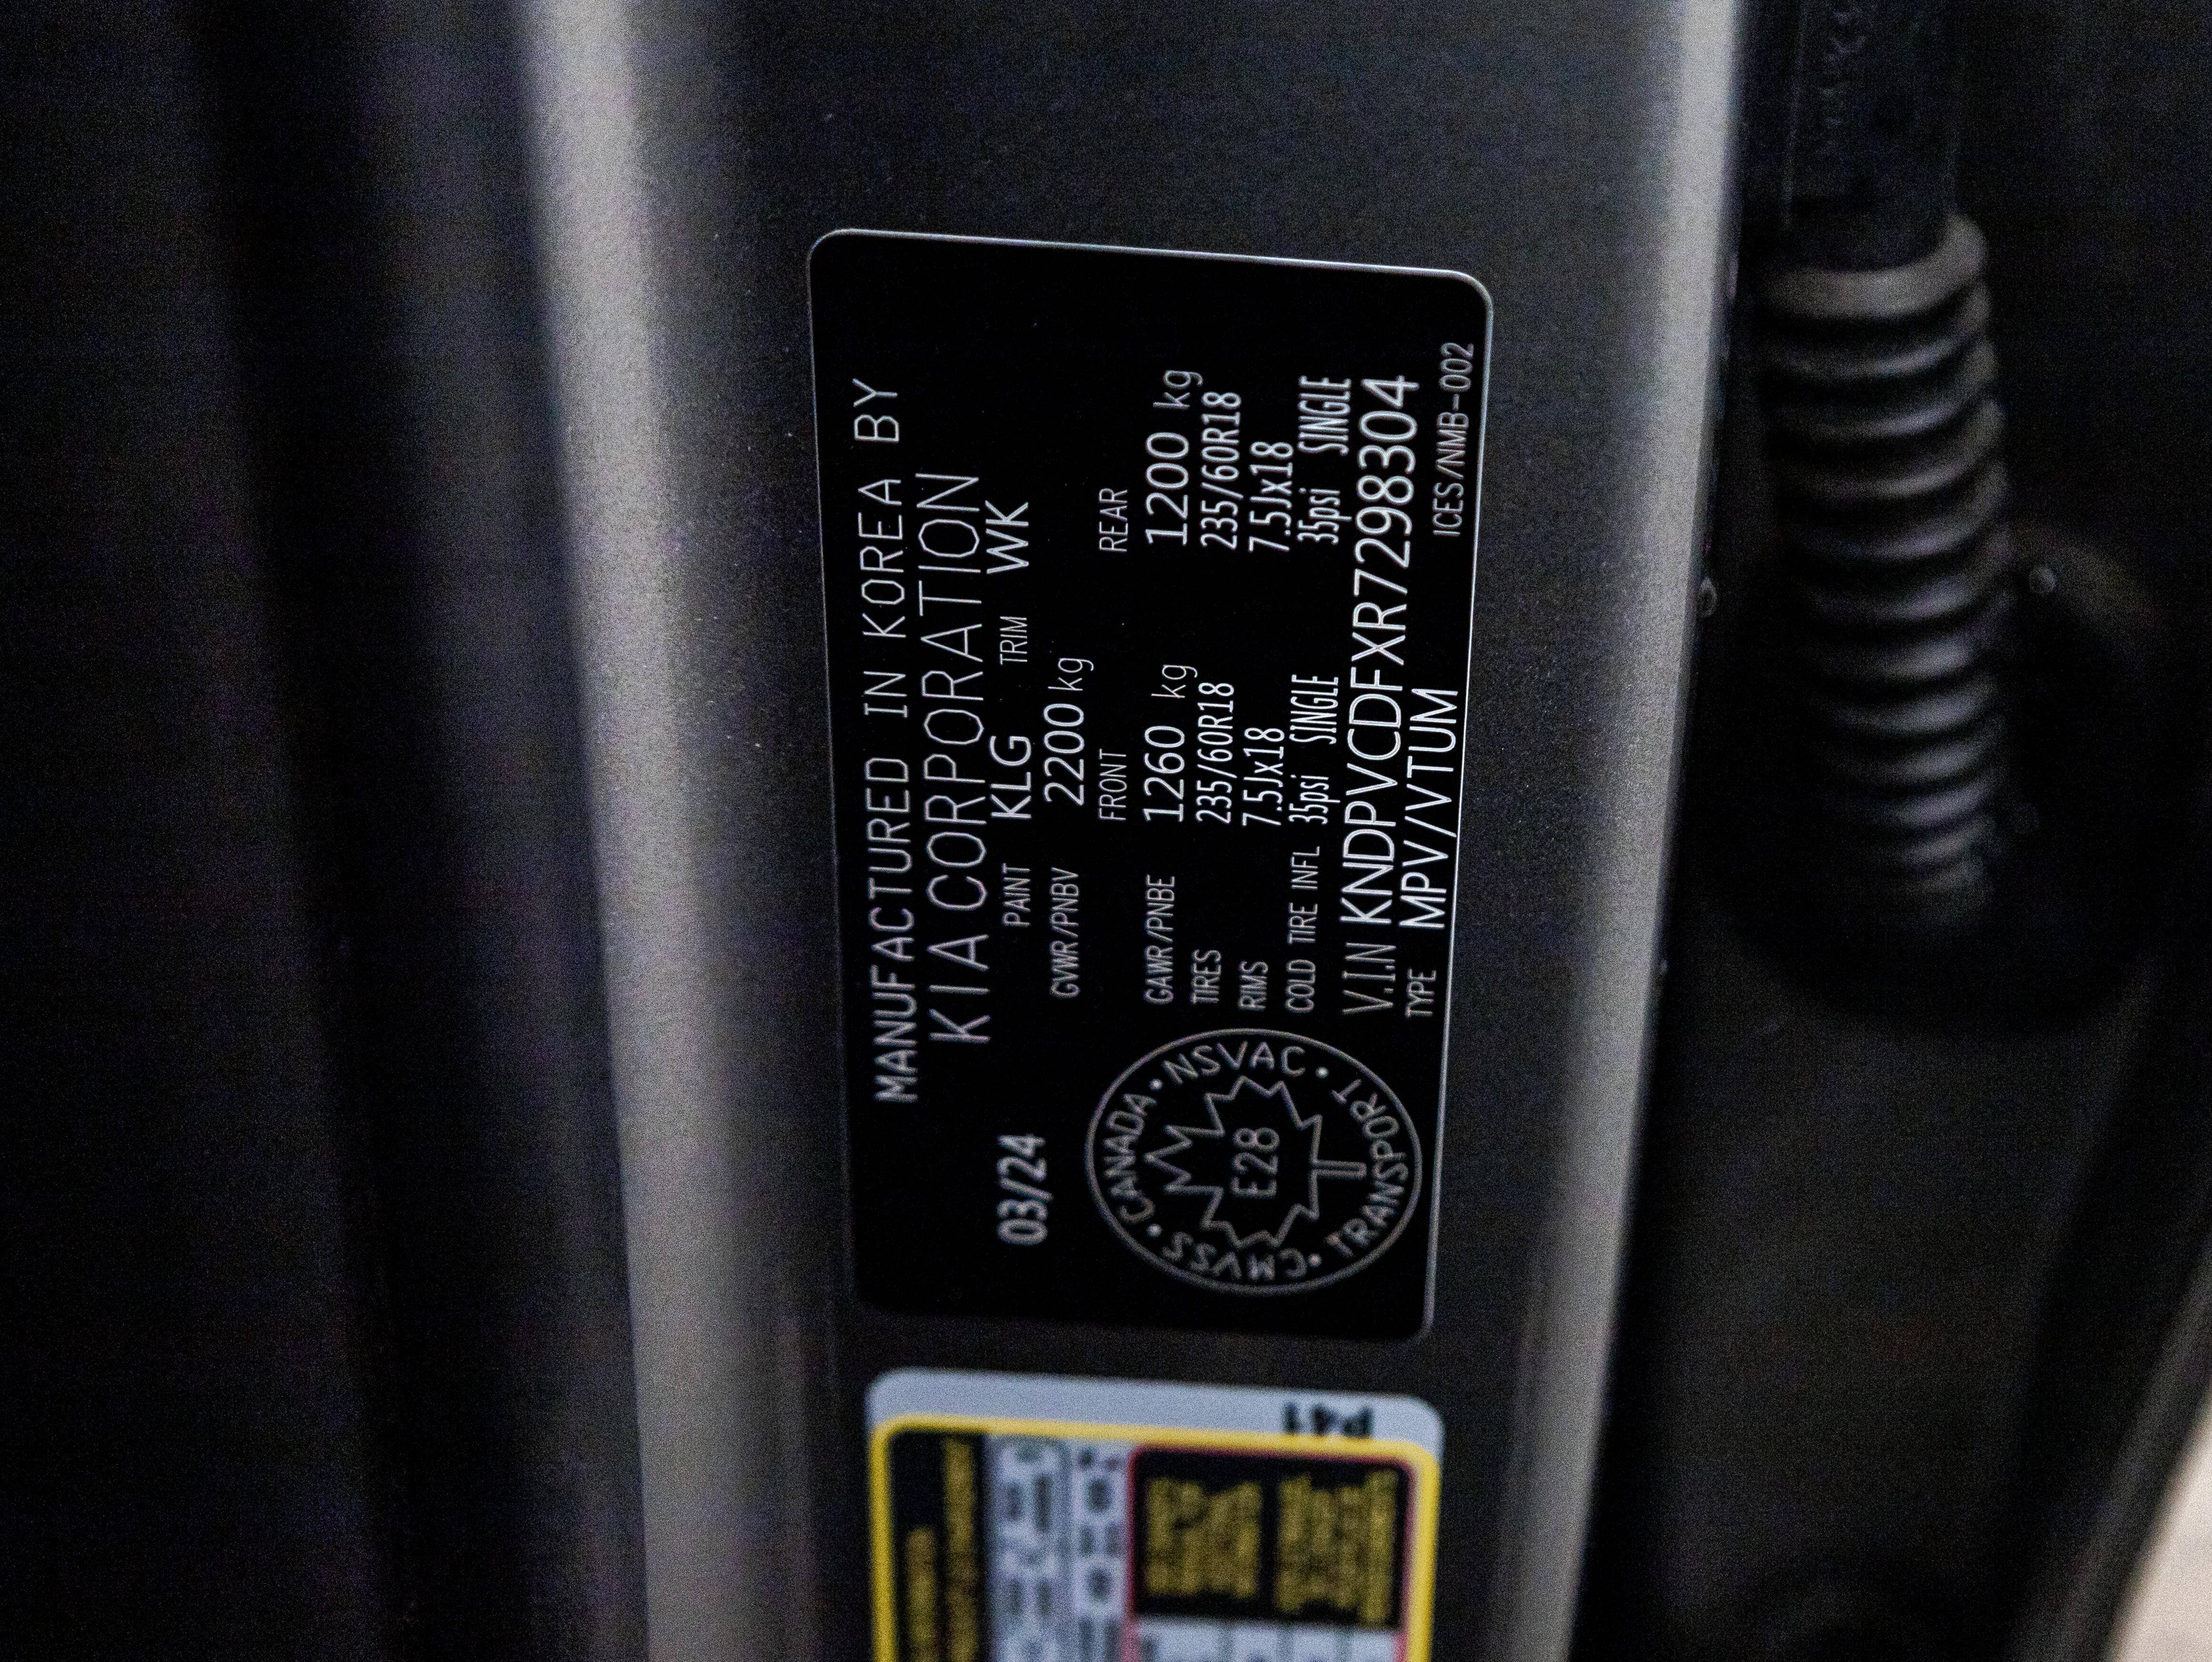 MANUFACTURED IN KOREA BY
KIA CORPORATION
03/24 PAINT KLG TRIM WK
GVWR/PNBV 2200 kg
FRONT REAR
GAWR/PNBE 1260 kg 1200 kg
TIRES 235/60R18 235/60R18
RIMS 7.5Jx18 7.5Jx18
COLD TIRE INFL 35psi SINGLE 35psi SINGLE
V.I.N KNDPVCDFXR7298304
TYPE MPV/VTUM
ICES/NMB-002
CANADA • NSVAC • TRANSPORT • CMVSS •
E28
P41